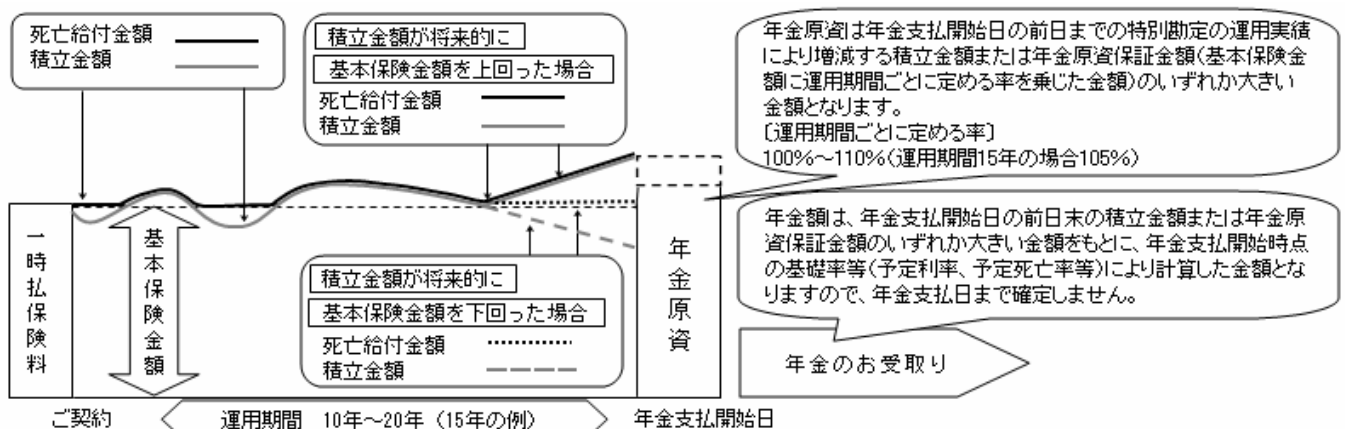 死亡給付金額
積立金額
積立金額が将来的に
基本保険金額を上回った場合
死亡給付金額
積立金額
年金原資は年金支払開始日の前日までの特別勘定の運用実績
により増減する積立金額または年金原資保証金額(基本保険金
額に運用期間ごとに定める率を乗じた金額)のいずれか大きい
金額となります。
〔運用期間ごとに定める率〕
100%～110%(運用期間15年の場合105%)
一時払保険料
基本保険金額
積立金額が将来的に
基本保険金額を下回った場合
死亡給付金額
積立金額
年金原資
年金額は、年金支払開始日の前日末の積立金額または年金原
資保証金額のいずれか大きい金額をもとに、年金支払開始時点
の基礎率等(予定利率、予定死亡率等)により計算した金額とな
りますので、年金支払日まで確定しません。
年金のお受取り
ご契約
運用期間 10年～20年 (15年の例)
年金支払開始日